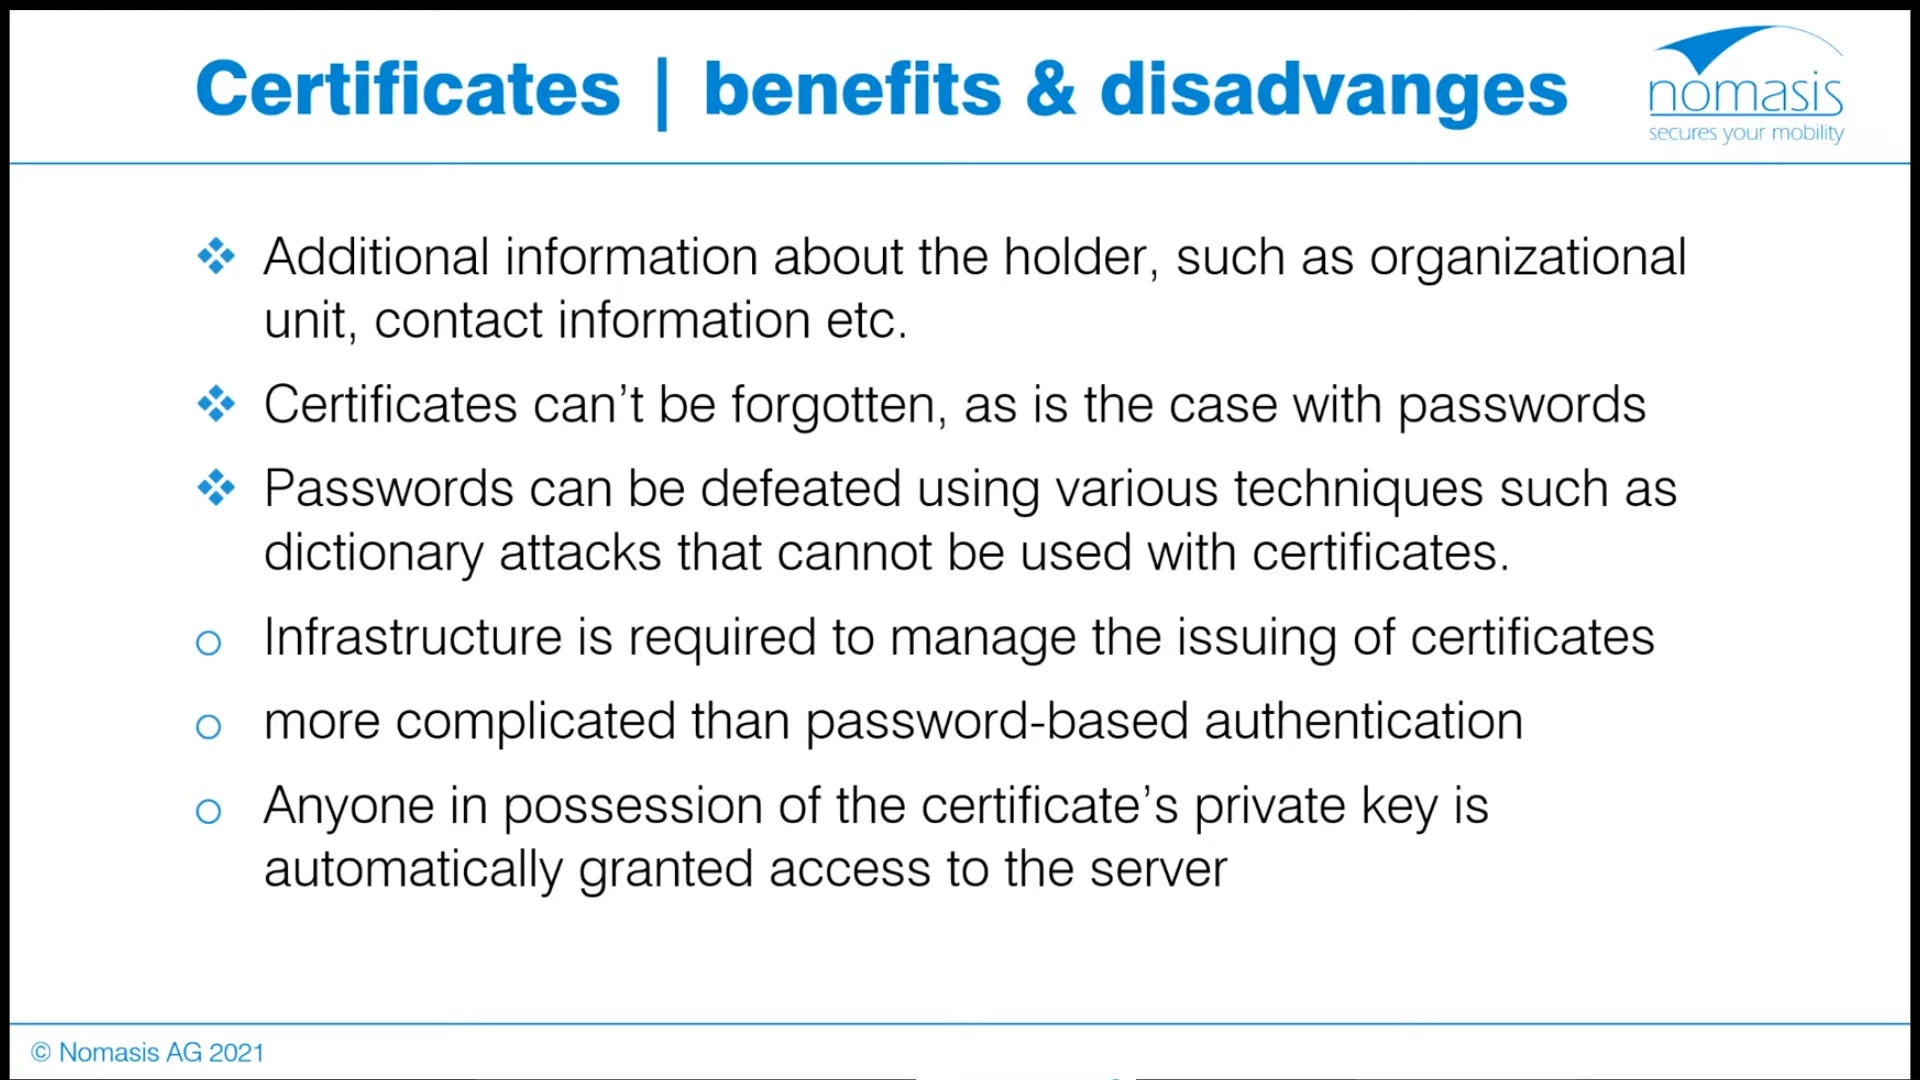 Certificates | benefits & disadvanges
nomasis
secures your mobility
Additional information about the holder, such as organizational
unit, contact information etc.
Certificates can’t be forgotten, as is the case with passwords
Passwords can be defeated using various techniques such as
dictionary attacks that cannot be used with certificates.
Infrastructure is required to manage the issuing of certificates
more complicated than password-based authentication
Anyone in possession of the certificate’s private key is
automatically granted access to the server
© Nomasis AG 2021